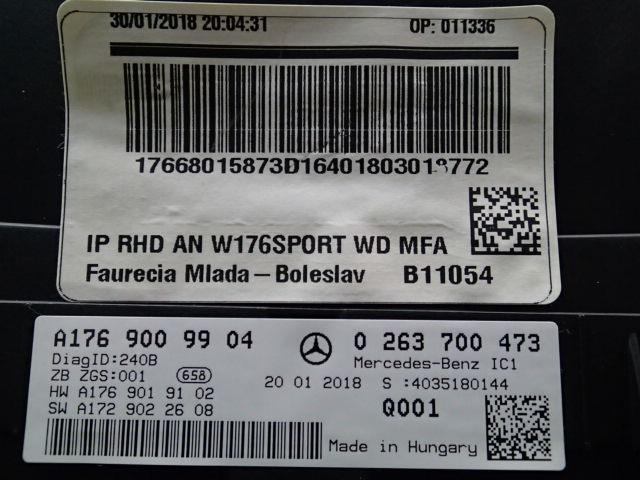 30/01/2018 20:04:31 OP: 011336
17668015873D16401803018772
IP RHD AN W176SPORT WD MFA
Faurecia Mlada-Boleslav B11054
A176 900 99 04 0 263 700 473
DiagID:240B Mercedes-Benz IC1
ZB ZGS:001 658 20 01 2018 S :4035180144
HW A176 901 91 02
SW A172 902 26 08 Q001
Made in Hungary